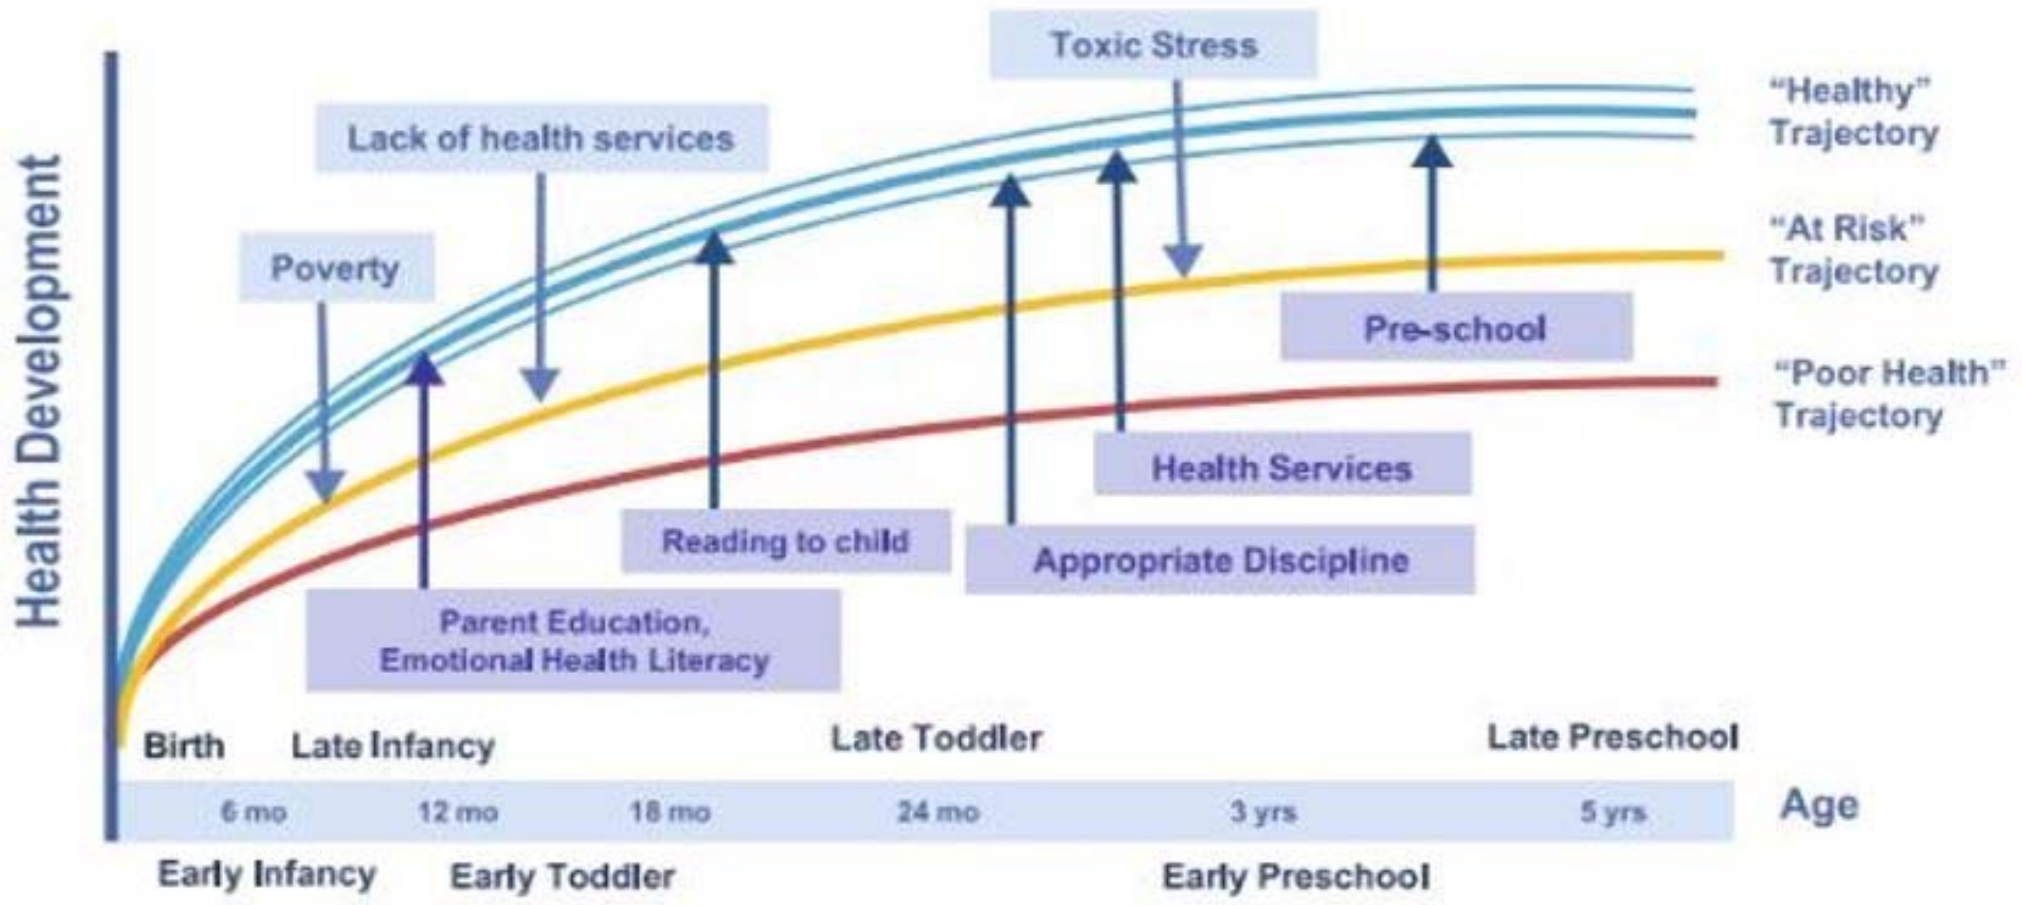 Toxic Stress
"Healthy"
Trajectory
Lack of health services
"At Risk"
Trajectory
Poverty
Pre-school
"Poor Health"
Trajectory
Health Services
Reading to child
Appropriate Discipline
Parent Education,
Emotional Health Literacy
Health Development
Birth
Late Infancy
Late Toddler
Late Preschool
6 mo
12 mo
18 mo
24 mo
3 yrs
5 yrs
Age
Early Infancy
Early Toddler
Early Preschool